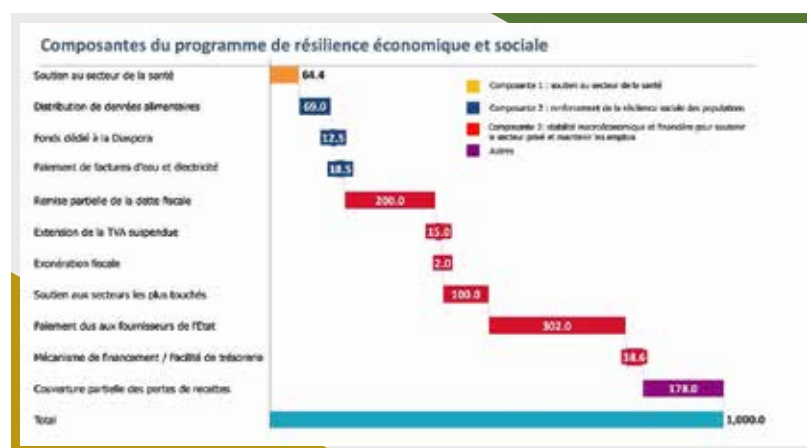 Composantes du programme de résilience économique et sociale
Soutien au secteur de la santé
64.4
Composante 1 : soutien au secteur de la santé
Distribution de denrées alimentaires
69.0
Composante 2 : renforcement de la résilience sociale des populations
Fonds dédié à la Diaspora
12.5
Composante 3: stabilité macroéconomique et financière pour soutenir
le secteur privé et maintenir les emplois
Autres
Paiement de factures d'eau et électricité
18.5
Remise partielle de la dette fiscale
200.0
Extension de la TVA suspendue
15.0
Exonération fiscale
2.0
Soutien aux secteurs les plus touchés
100.0
Paiement dus aux fournisseurs de l'État
302.0
Mécanisme de financement / Facilité de trésorerie
38.6
Couverture partielle des pertes de recettes
178.0
Total
1,000.0